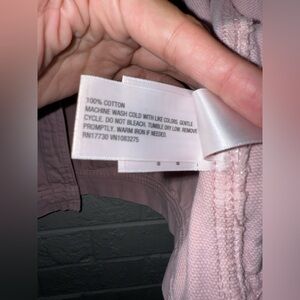 100% COTTON
MACHINE WASH COLD WITH LIKE COLORS. GENTLE
CYCLE. DO NOT BLEACH. TUMBLE DRY LOW. REMOVE
PROMPTLY. WARM IRON IF NEEDED.
RN17730 VN1083275